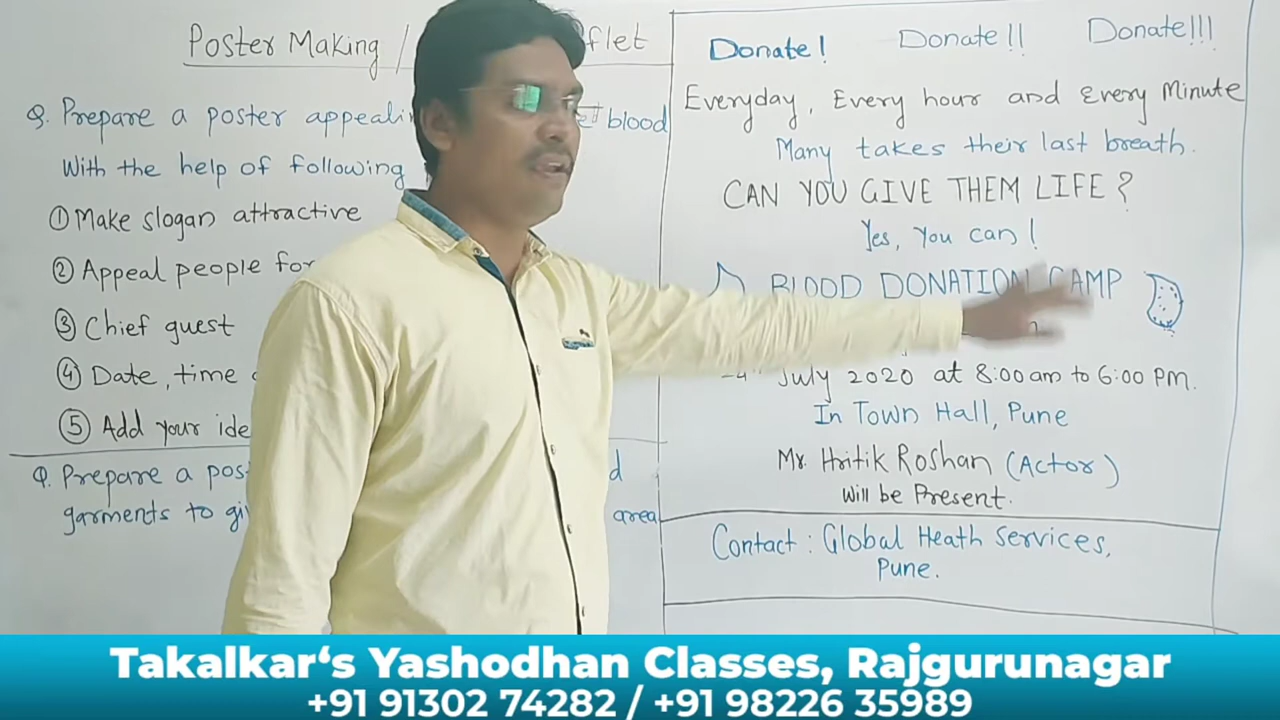 Poster Making / flet
Q. Prepare a poster appeali blood
With the help of following
① Make slogan attractive
② Appeal people for
③ Chief guest
④ Date, time
⑤ Add your ide
Q. Prepare a pos d
garments to gi area
Donate! Donate!! Donate!!!
Everyday, Every hour and Every Minute
Many takes their last breath.
CAN YOU GIVE THEM LIFE?
Yes, you can!
BLOOD DONATION CAMP
July 2020 at 8:00 am to 6:00 PM.
In Town Hall, Pune
Mr. Hritik Roshan (Actor)
Will be Present.
Contact : Global Heath Services,
Pune.
Takalkar‘s Yashodhan Classes, Rajgurunagar
+91 91302 74282 / +91 98226 35989